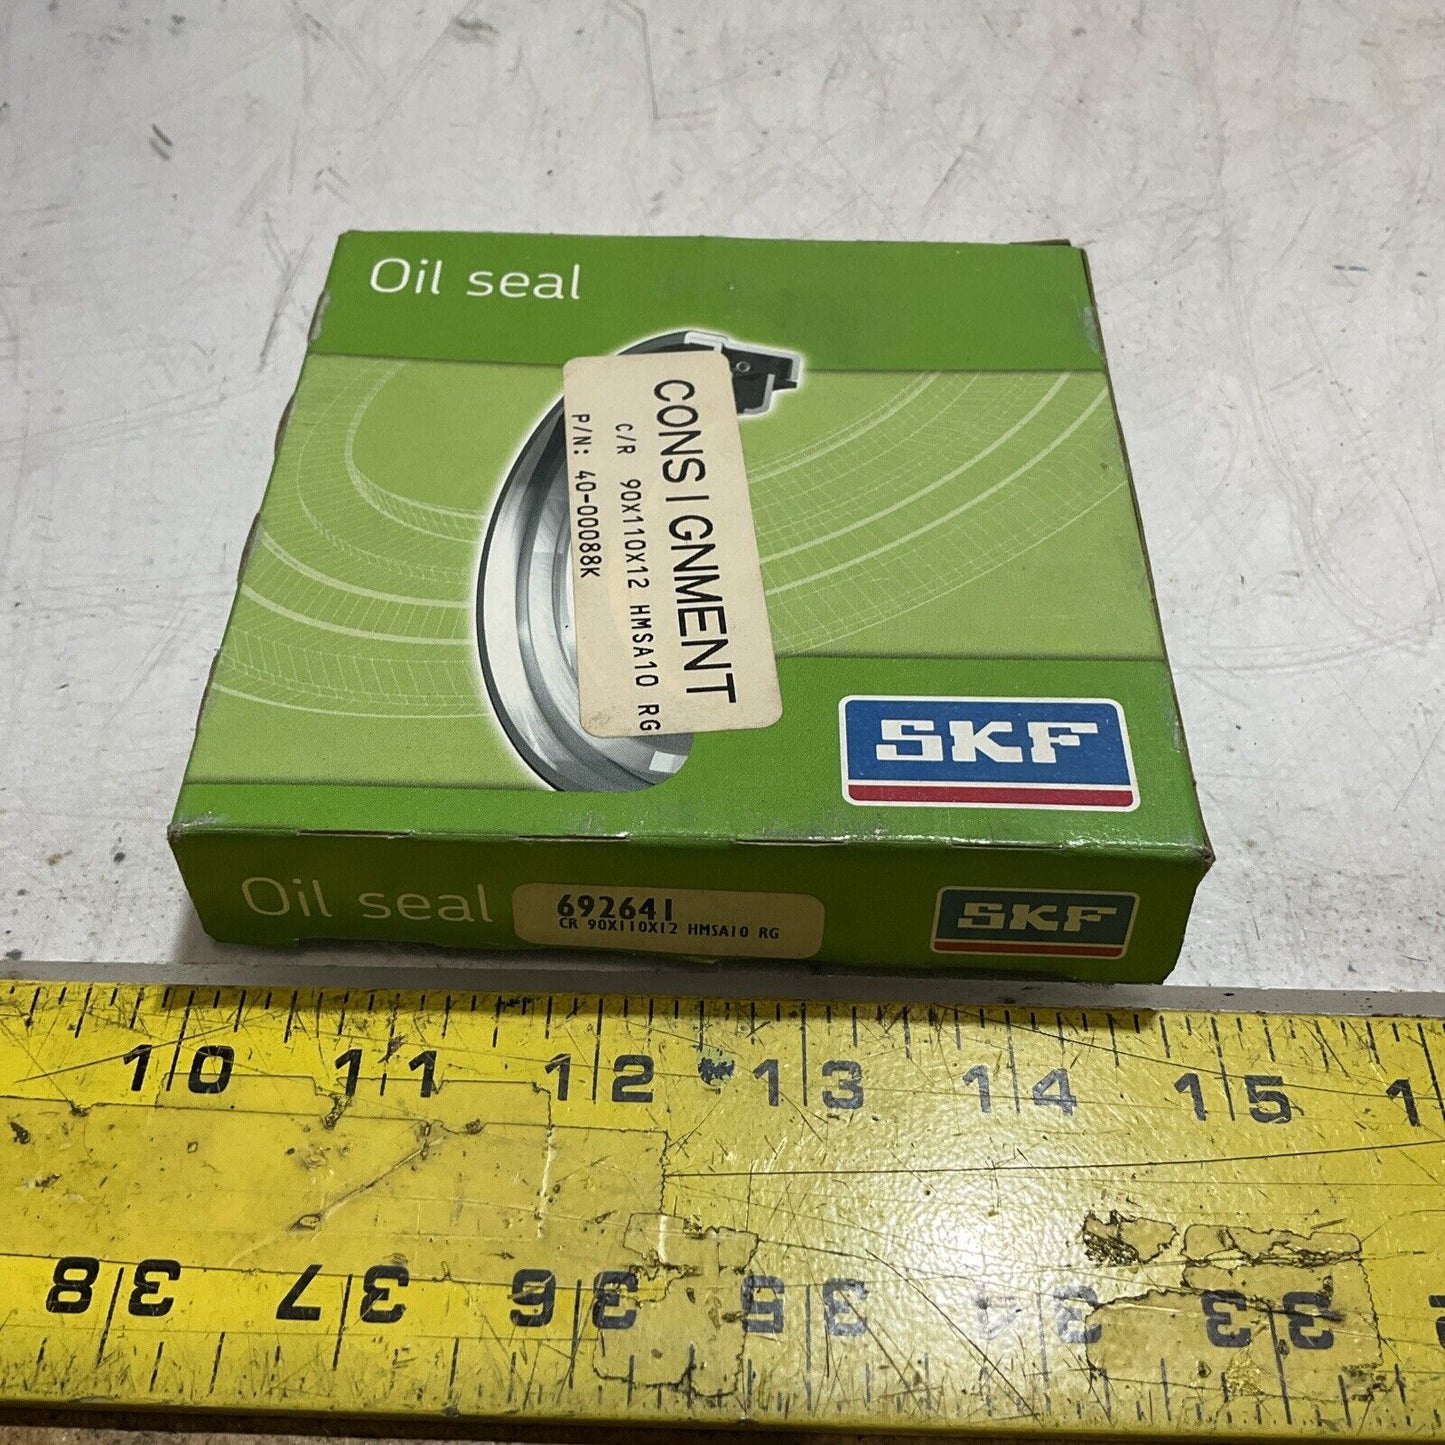 Oil seal
CONSIGNMENT
C/R 90X110X12 HMSA10 RG
P/N: 40-00088K
SKF
Oil seal
692641
CR 90X110X12 HMSA10 RG
SKF
10 11 12 13 14 15 1
38 37 36 35 34 33